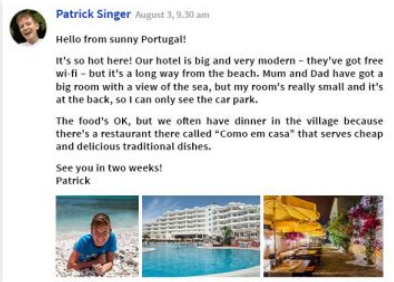 Patrick Singer August 3, 9.30 am
Hello from sunny Portugal!
It's so hot here! Our hotel is big and very modern – they've got free
wi-fi – but it's a long way from the beach. Mum and Dad have got a
big room with a view of the sea, but my room's really small and it's
at the back, so I can only see the car park.
The food's OK, but we often have dinner in the village because
there's a restaurant there called “Como em casa” that serves cheap
and delicious traditional dishes.
See you in two weeks!
Patrick